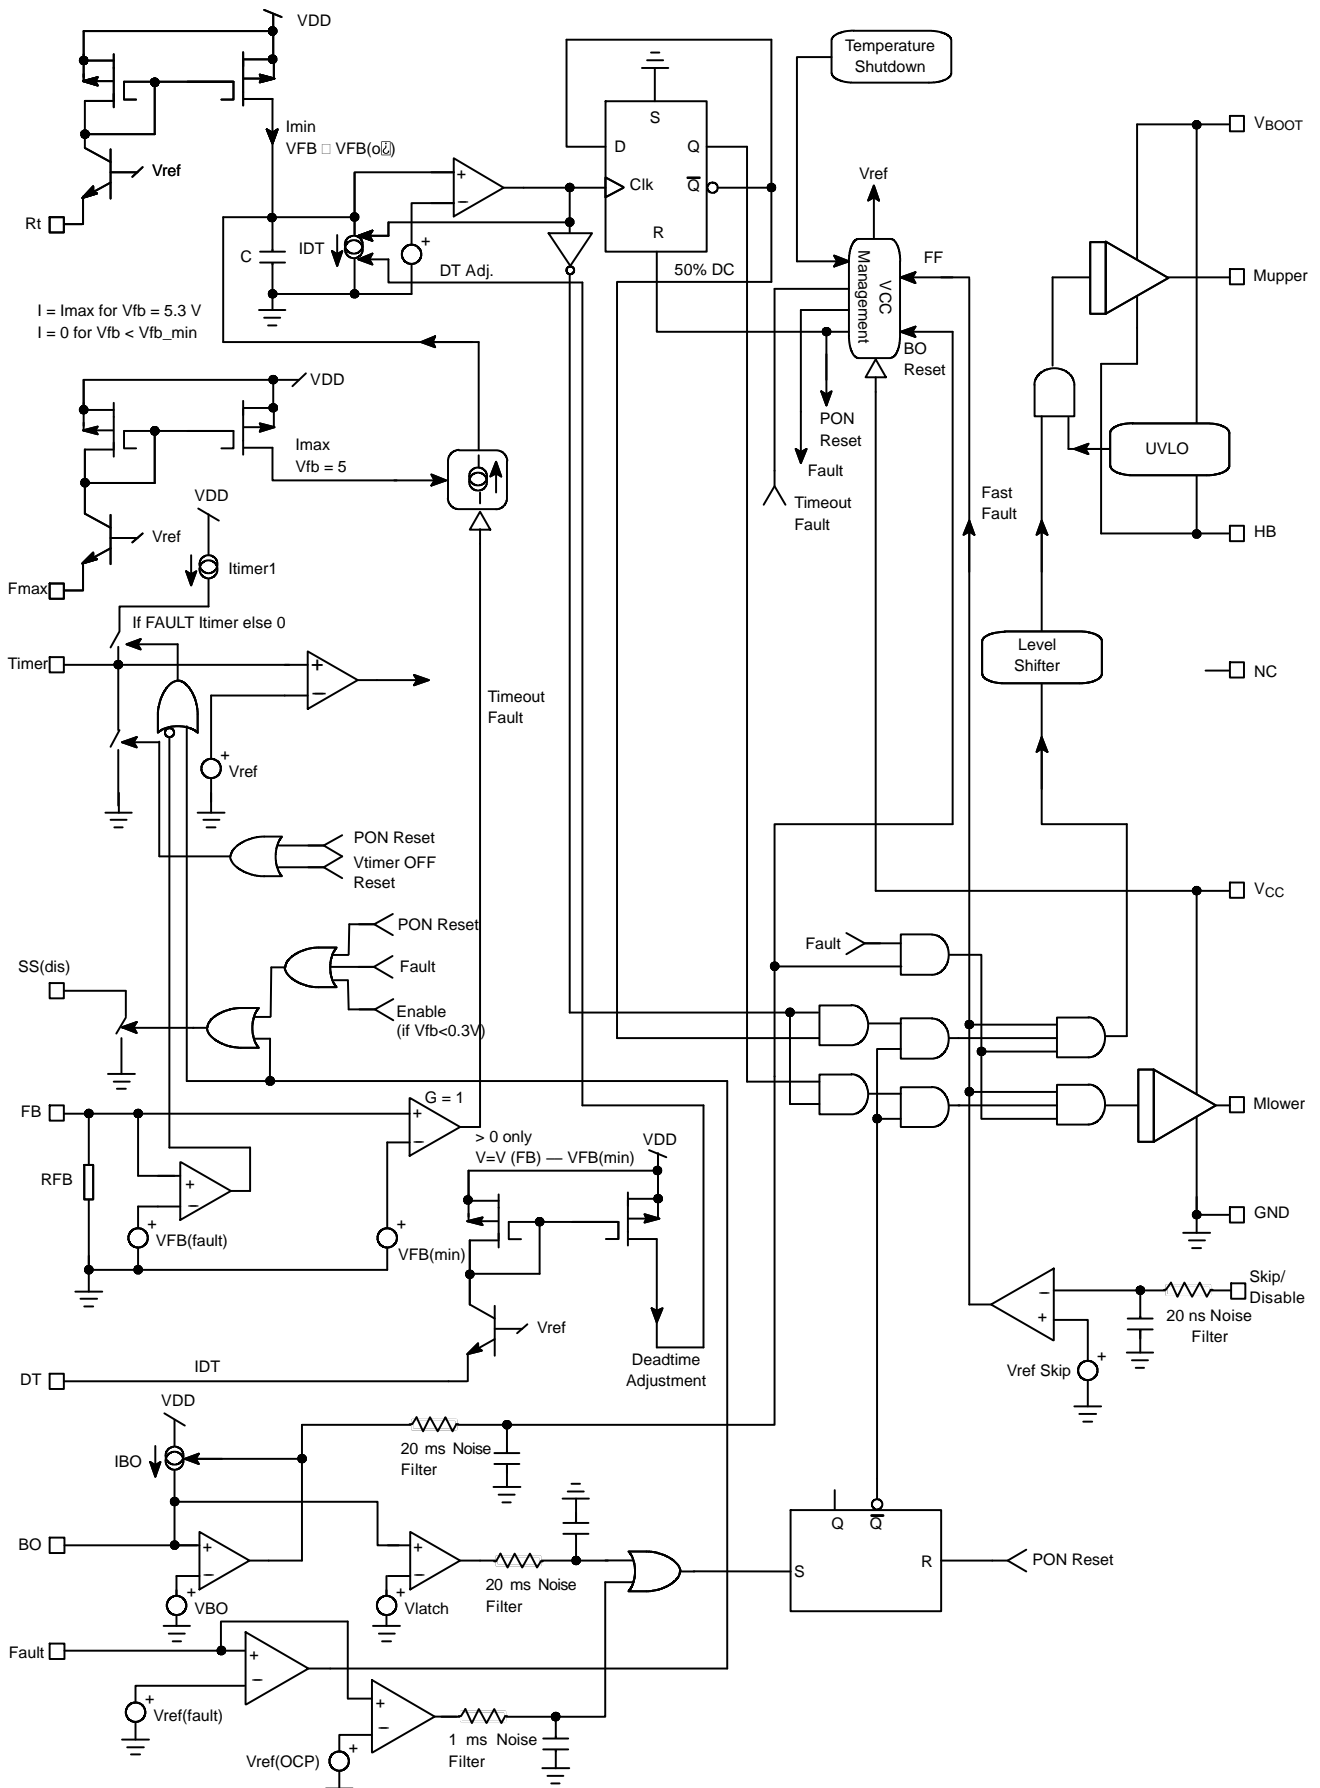 VDD
Imin
VFB □ VFB(o
Vref
Rt
C
IDT
DT Adj.
+
−
+
S
D
Q
Clk
Q
R
50% DC
Temperature
Shutdown
Vref
VCC
Management
FF
BO
Reset
PON
Reset
Fault
Timeout
Fault
VBOOT
Mupper
UVLO
HB
Fast
Fault
Level
Shifter
NC
I = Imax for Vfb = 5.3 V
I = 0 for Vfb < Vfb_min
VDD
Imax
Vfb = 5
VDD
Vref
Itimer1
Fmax
If FAULT Itimer else 0
Timer
+
−
+
Vref
Timeout
Fault
PON Reset
Vtimer OFF
Reset
PON Reset
Fault
Enable
(if Vfb<0.3V)
SS(dis)
VCC
Fault
Mlower
GND
FB
G = 1
+
−
> 0 only
V=V (FB) — VFB(min)
RFB
+
−
+
VFB(fault)
+
VFB(min)
VDD
Vref
Deadtime
Adjustment
DT
IDT
Skip/
Disable
−
+
20 ns Noise
Filter
Vref Skip
+
VDD
IBO
20 ms Noise
Filter
BO
+
−
+
VBO
+
−
+
Vlatch
20 ms Noise
Filter
Q
Q
S
R
PON Reset
Fault
+
−
+
Vref(fault)
+
−
+
Vref(OCP)
1 ms Noise
Filter